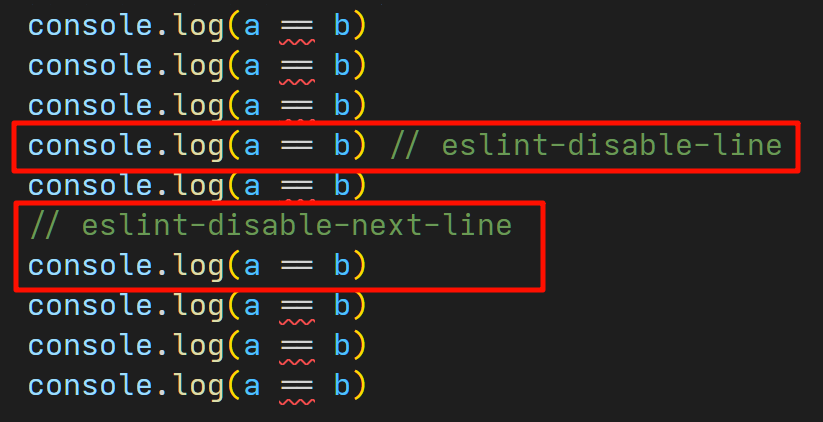 console.log(a == b)
console.log(a == b)
console.log(a == b)
console.log(a == b) // eslint-disable-line
console.log(a == b)
// eslint-disable-next-line
console.log(a == b)
console.log(a == b)
console.log(a == b)
console.log(a == b)